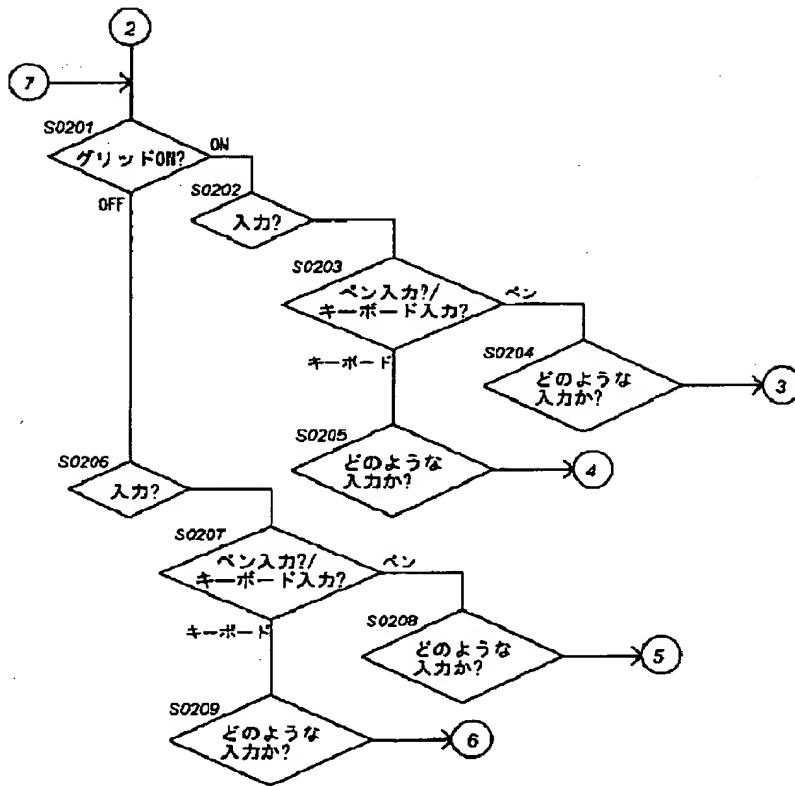 2
7
S0201
グリッドON?
ON
OFF
S0202
入力?
S0203
ペン入力?/
キーボード入力?
ペン
キーボード
S0204
どのような
入力か?
3
S0205
どのような
入力か?
4
S0206
入力?
S0207
ペン入力?/
キーボード入力?
ペン
キーボード
S0208
どのような
入力か?
5
S0209
どのような
入力か?
6